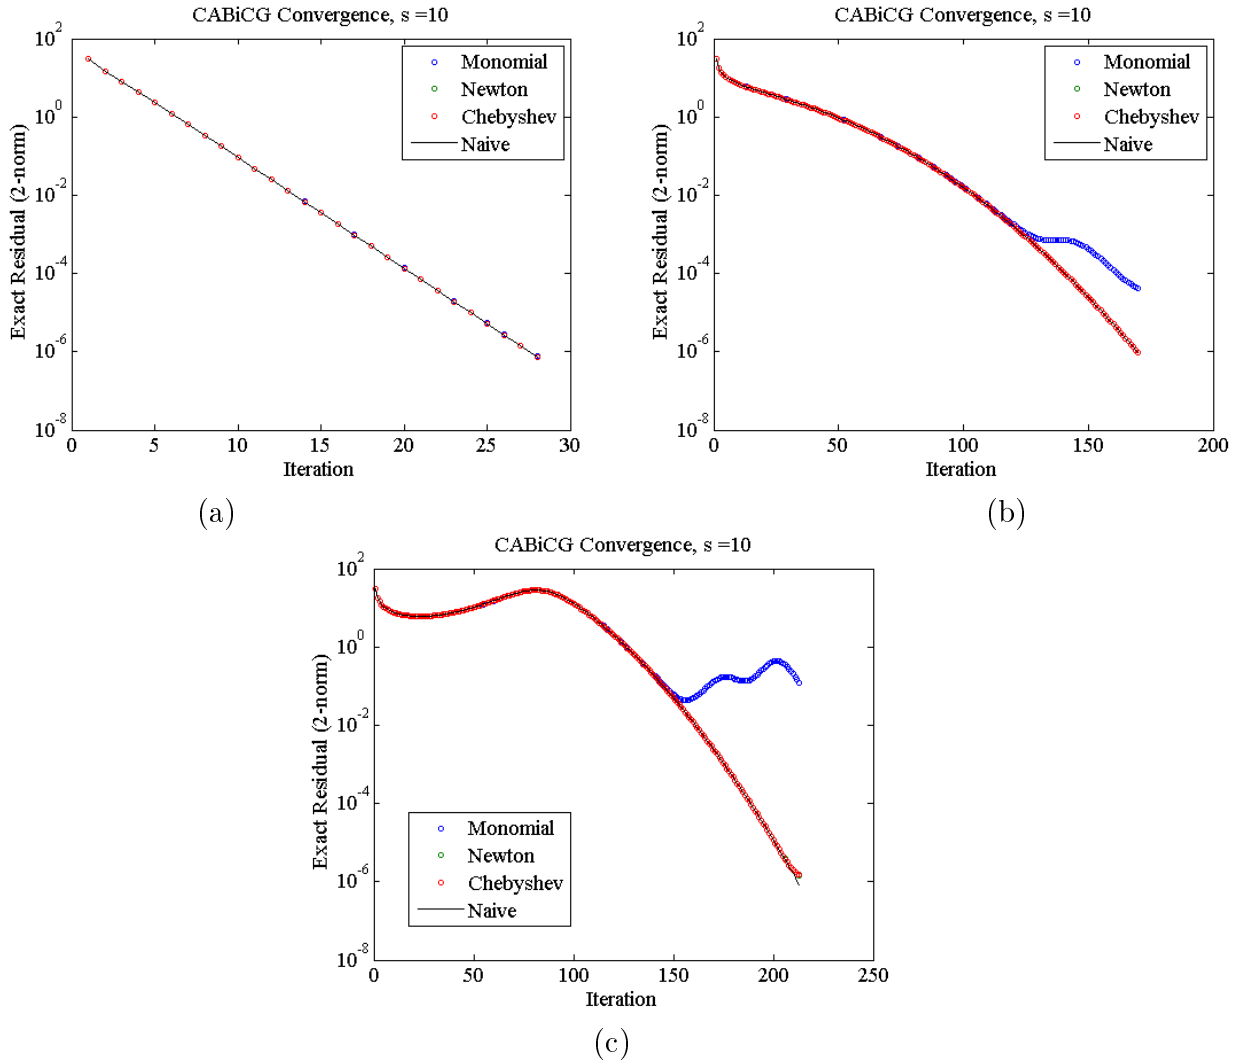 CABiCG Convergence, s =10
Exact Residual (2-norm)
10^2
10^0
10^-2
10^-4
10^-6
10^-8
Monomial
Newton
Chebyshev
Naive
0 5 10 15 20 25 30
Iteration
(a)
CABiCG Convergence, s =10
Exact Residual (2-norm)
10^2
10^0
10^-2
10^-4
10^-6
10^-8
Monomial
Newton
Chebyshev
Naive
0 50 100 150 200
Iteration
(b)
CABiCG Convergence, s =10
Exact Residual (2-norm)
10^2
10^0
10^-2
10^-4
10^-6
10^-8
Monomial
Newton
Chebyshev
Naive
0 50 100 150 200 250
Iteration
(c)